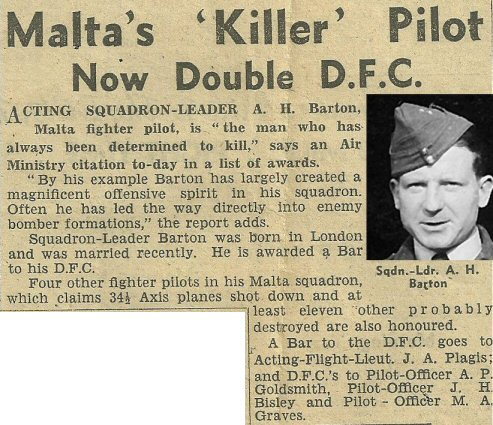 Malta's 'Killer' Pilot
Now Double D.F.C.
ACTING SQUADRON-LEADER A. H. Barton,
Malta fighter pilot, is "the man who has
always been determined to kill," says an Air
Ministry citation to-day in a list of awards.
"By his example Barton has largely created a
magnificent offensive spirit in his squadron.
Often he has led the way directly into enemy
bomber formations," the report adds.
Squadron-Leader Barton was born in London
and was married recently. He is awarded a Bar
to his D.F.C.
Four other fighter pilots in his Malta squadron,
which claims 34½ Axis planes shot down and at
least eleven other probably
destroyed are also honoured.
A Bar to the D.F.C. goes to
Acting-Flight-Lieut. J. A. Plagis;
and D.F.C.'s to Pilot-Officer A. P.
Goldsmith, Pilot-Officer J. H.
Bisley and Pilot-Officer M. A.
Graves.
Sqdn.-Ldr. A. H.
Barton